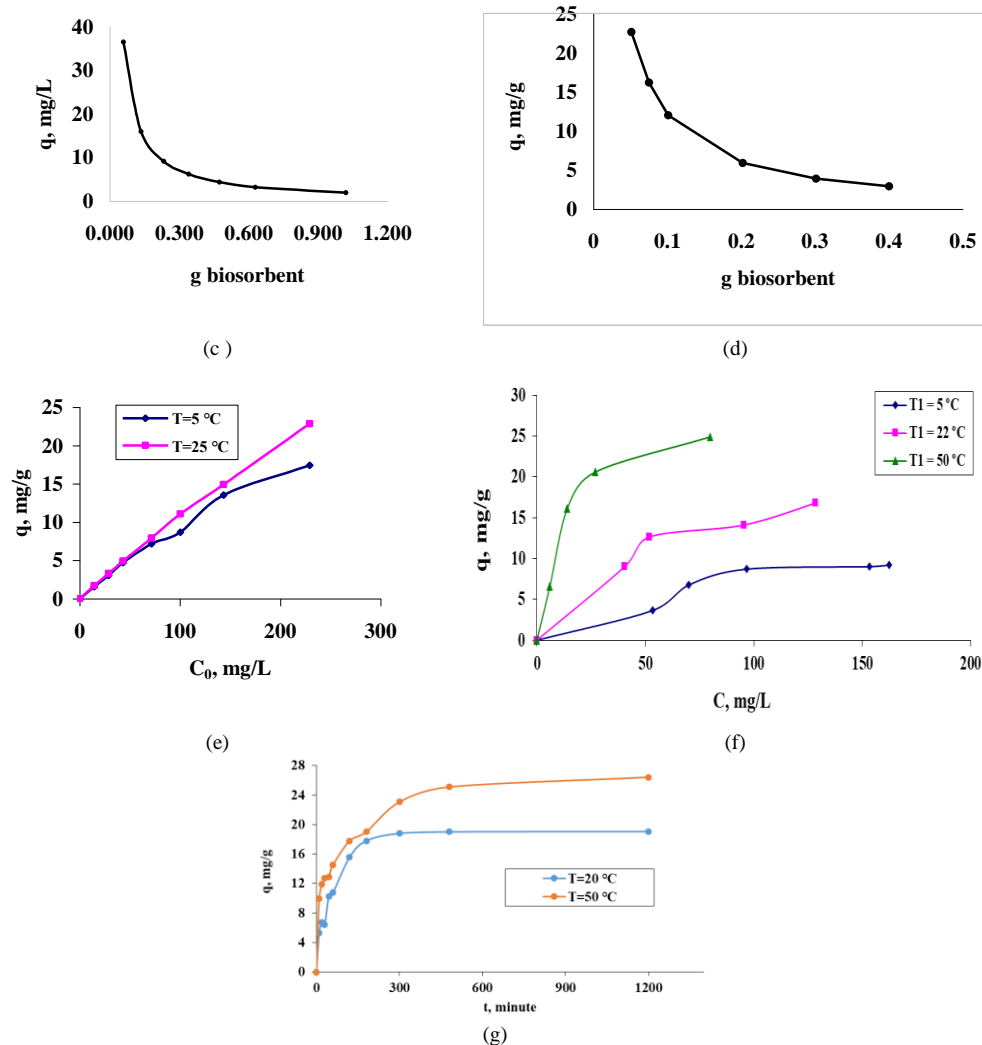 40
30
20
10
0
q, mg/L
0.000 0.300 0.600 0.900 1.200
g biosorbent
(c )
25
20
15
10
5
0
q, mg/g
0 0.1 0.2 0.3 0.4 0.5
g biosorbent
(d)
25
20
15
10
5
0
q, mg/g
T=5 °C
T=25 °C
0 100 200 300
C₀, mg/L
(e)
30
25
20
15
10
5
0
q, mg/g
T1 = 5 °C
T1 = 22 °C
T1 = 50 °C
0 50 100 150 200
C, mg/L
(f)
28
24
20
16
12
8
4
0
q, mg/g
T=20 °C
T=50 °C
0 300 600 900 1200
t, minute
(g)